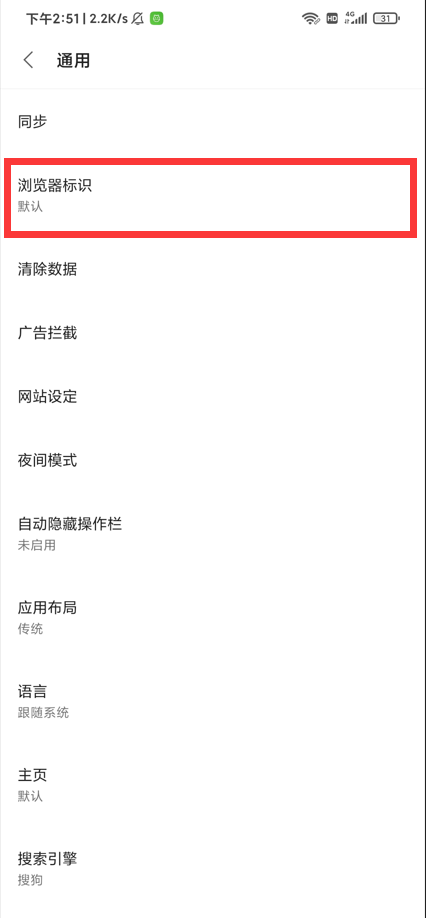 下午2:51 | 2.2K/s HD 4G 31
通用
同步
浏览器标识
默认
清除数据
广告拦截
网站设定
夜间模式
自动隐藏操作栏
未启用
应用布局
传统
语言
跟随系统
主页
默认
搜索引擎
搜狗